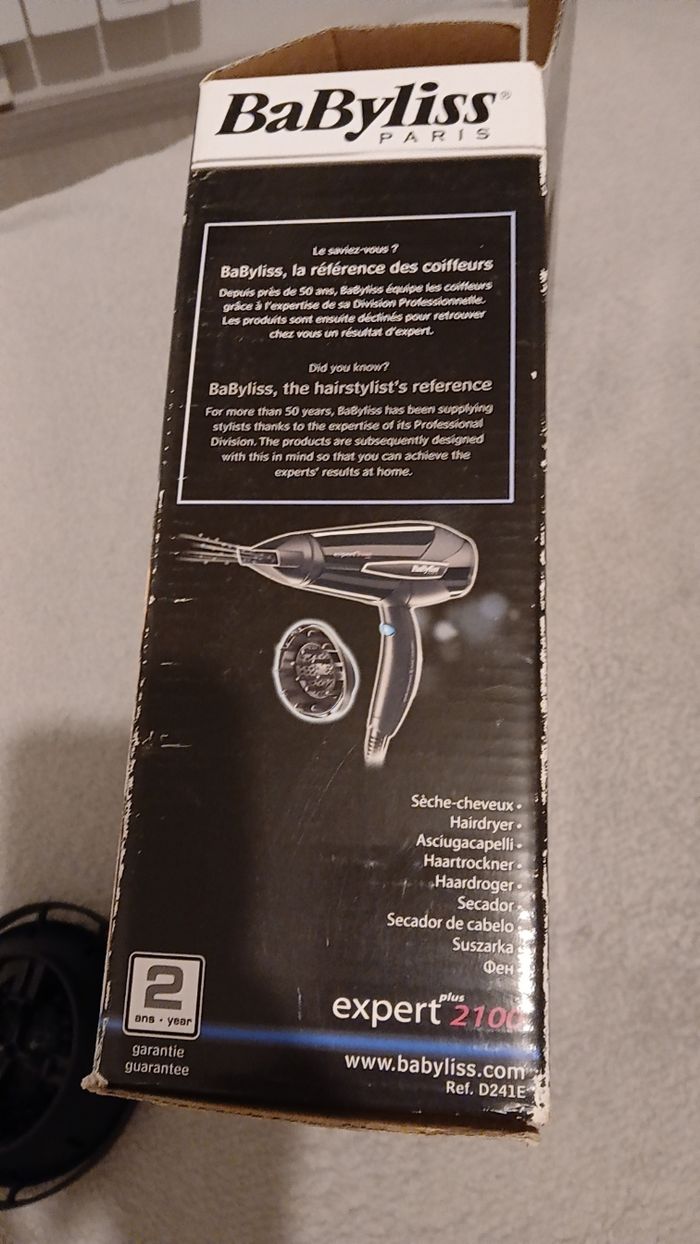 BaByliss®
PARIS
Le saviez-vous ?
BaByliss, la référence des coiffeurs
Depuis près de 50 ans, BaByliss équipe les coiffeurs
grâce à l'expertise de sa Division Professionnelle.
Les produits sont ensuite déclinés pour retrouver
chez vous un résultat d'expert.
Did you know?
BaByliss, the hairstylist's reference
For more than 50 years, BaByliss has been supplying
stylists thanks to the expertise of its Professional
Division. The products are subsequently designed
with this in mind so that you can achieve the
experts' results at home.
expert
BaByliss
Sèche-cheveux •
Hairdryer •
Asciugacapelli •
Haartrockner •
Haardroger •
Secador •
Secador de cabelo •
Suszarka •
Фен •
2
ans • year
garantie
guarantee
expert plus 2100
www.babyliss.com
Ref. D241E